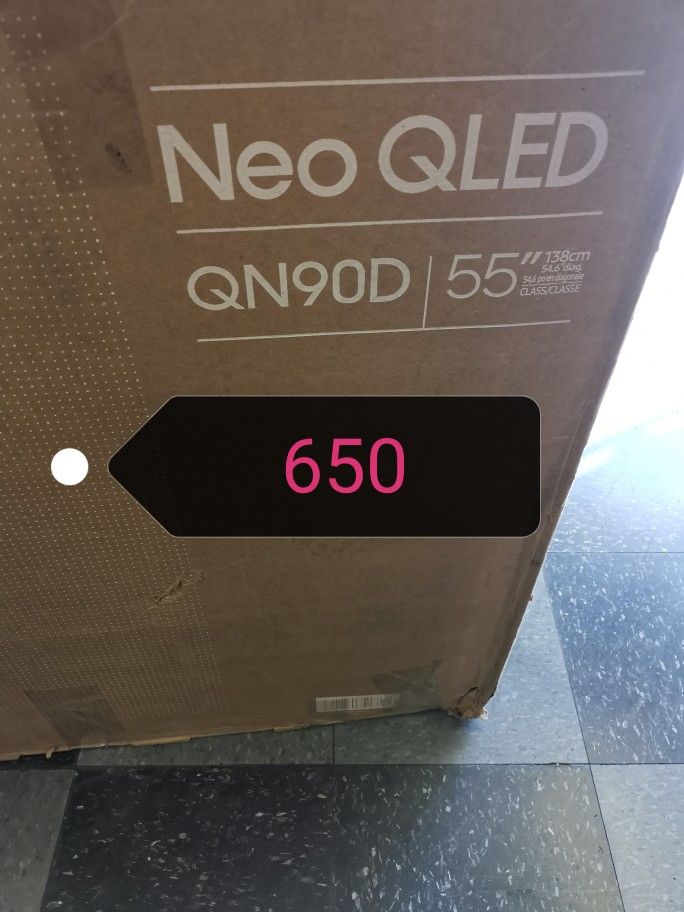 Neo QLED
QN90D
55" 138cm
54.6" diag.
54,6 po en diagonale
CLASS/CLASSE
650